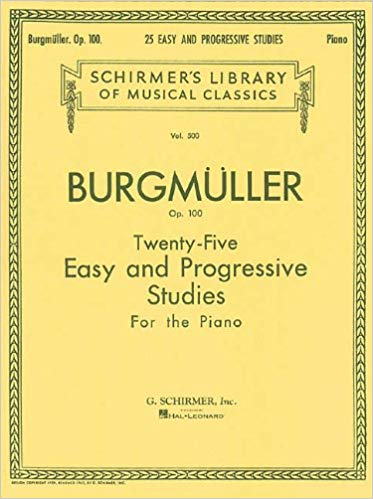 Burgmüller. Op. 100. 25 EASY AND PROGRESSIVE STUDIES Piano
SCHIRMER'S LIBRARY
OF MUSICAL CLASSICS
Vol. 500
BURGMÜLLER
Op. 100
Twenty-Five
Easy and Progressive
Studies
For the Piano
G. SCHIRMER, Inc.
HAL•LEONARD